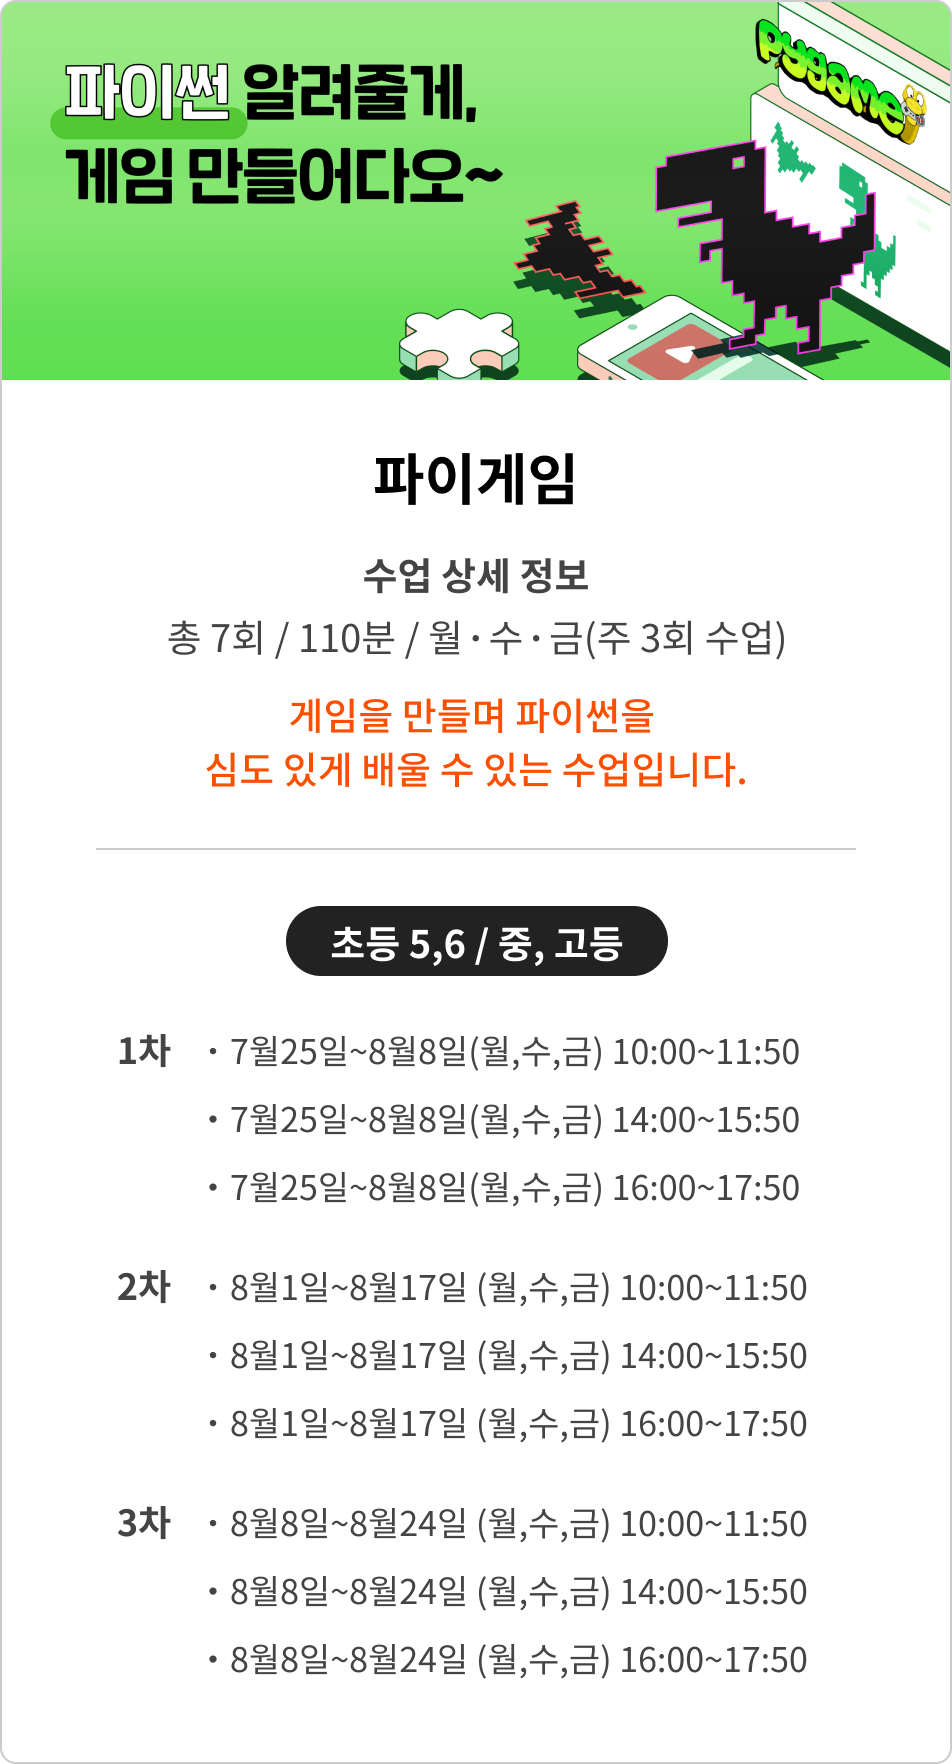 파이썬 알려줄게,
게임 만들어다오~
pygame
파이게임
수업 상세 정보
총 7회 / 110분 / 월·수·금(주 3회 수업)
게임을 만들며 파이썬을
심도 있게 배울 수 있는 수업입니다.
초등 5,6 / 중, 고등
1차 · 7월25일~8월8일(월,수,금) 10:00~11:50
· 7월25일~8월8일(월,수,금) 14:00~15:50
· 7월25일~8월8일(월,수,금) 16:00~17:50
2차 · 8월1일~8월17일 (월,수,금) 10:00~11:50
· 8월1일~8월17일 (월,수,금) 14:00~15:50
· 8월1일~8월17일 (월,수,금) 16:00~17:50
3차 · 8월8일~8월24일 (월,수,금) 10:00~11:50
· 8월8일~8월24일 (월,수,금) 14:00~15:50
· 8월8일~8월24일 (월,수,금) 16:00~17:50